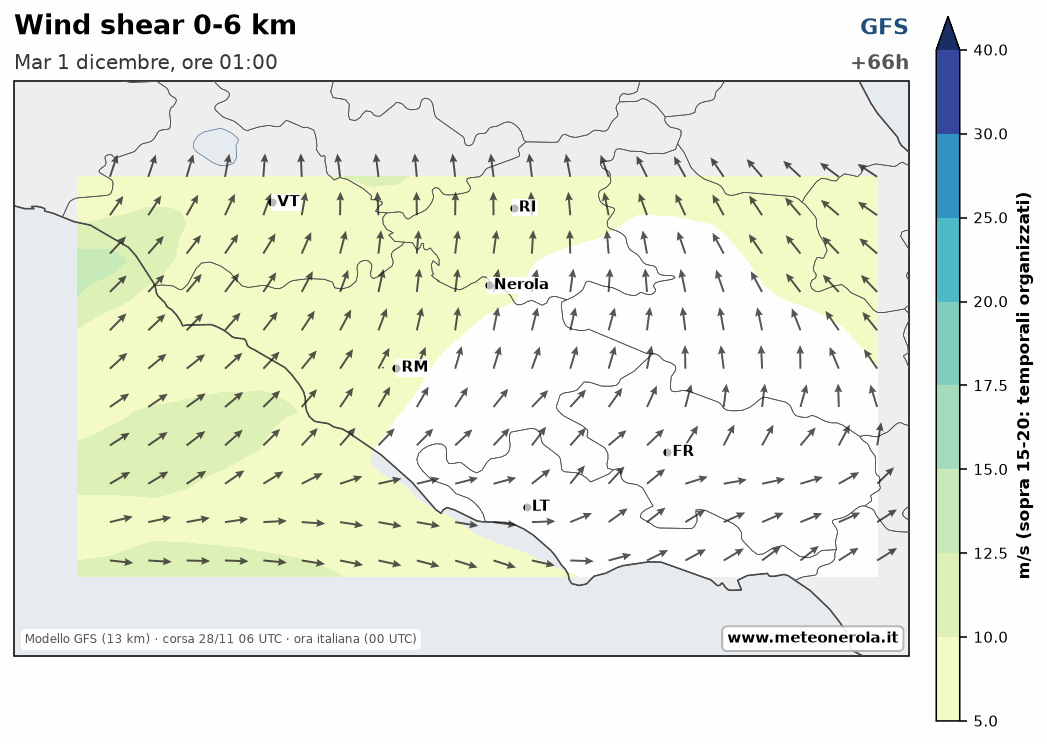 Wind shear 0-6 km
GFS
Mar 1 dicembre, ore 01:00
+66h
VT
RI
Nerola
RM
FR
LT
Modello GFS (13 km) · corsa 28/11 06 UTC · ora italiana (00 UTC)
www.meteonerola.it
40.0
30.0
25.0
20.0
17.5
15.0
12.5
10.0
5.0
m/s (sopra 15-20: temporali organizzati)